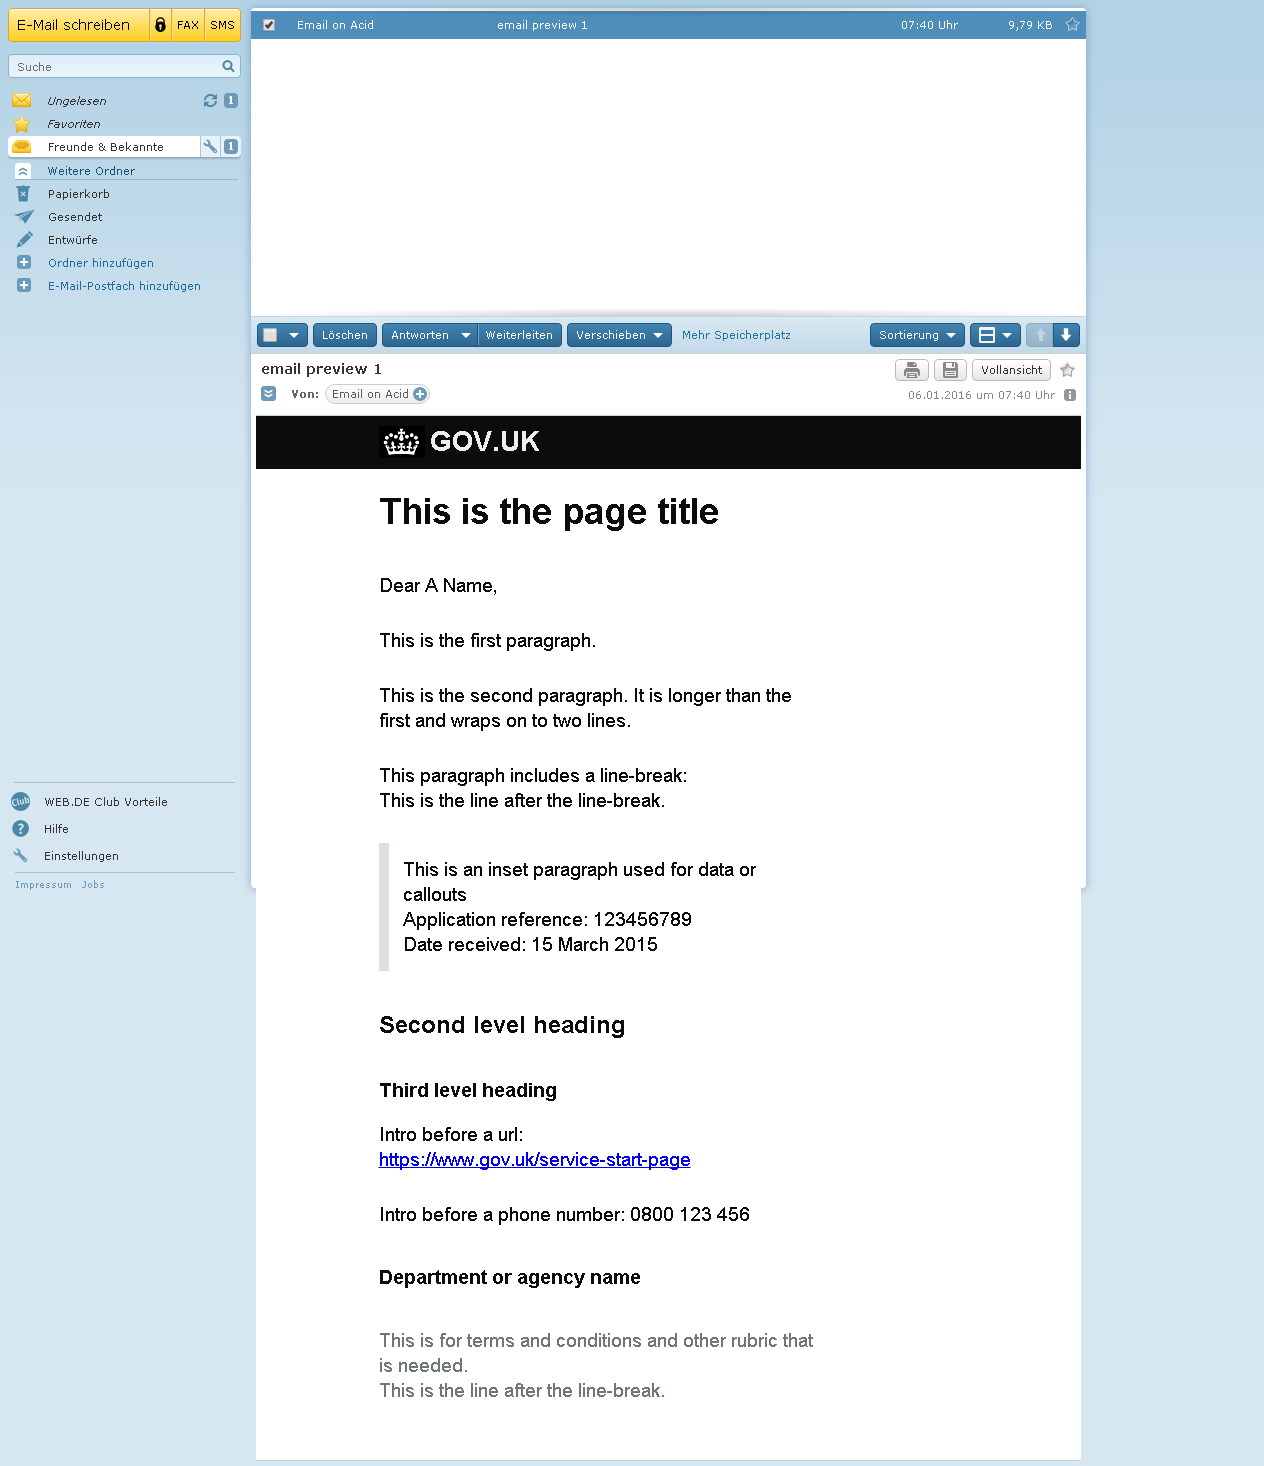 E-Mail schreiben
FAX
SMS
Suche
Ungelesen
1
Favoriten
Freunde & Bekannte
1
Weitere Ordner
Papierkorb
Gesendet
Entwürfe
Ordner hinzufügen
E-Mail-Postfach hinzufügen
Club
WEB.DE Club Vorteile
Hilfe
Einstellungen
Impressum Jobs
Email on Acid email preview 1 07:40 Uhr 9,79 KB
Löschen Antworten Weiterleiten Verschieben Mehr Speicherplatz Sortierung
email preview 1
Vollansicht
Von: Email on Acid
06.01.2016 um 07:40 Uhr
GOV.UK
This is the page title
Dear A Name,
This is the first paragraph.
This is the second paragraph. It is longer than the
first and wraps on to two lines.
This paragraph includes a line-break:
This is the line after the line-break.
This is an inset paragraph used for data or
callouts
Application reference: 123456789
Date received: 15 March 2015
Second level heading
Third level heading
Intro before a url:
https://www.gov.uk/service-start-page
Intro before a phone number: 0800 123 456
Department or agency name
This is for terms and conditions and other rubric that
is needed.
This is the line after the line-break.